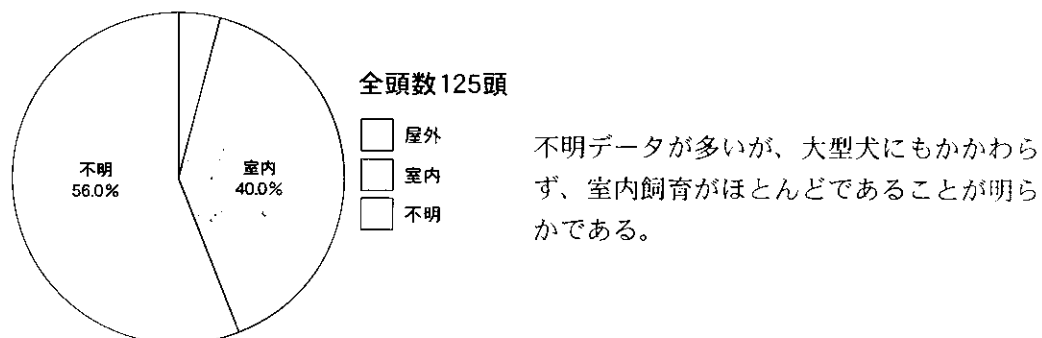 全頭数125頭
屋外
室内
不明
不明
56.0%
室内
40.0%
不明データが多いが、大型犬にもかかわら
ず、室内飼育がほとんどであることが明ら
かである。